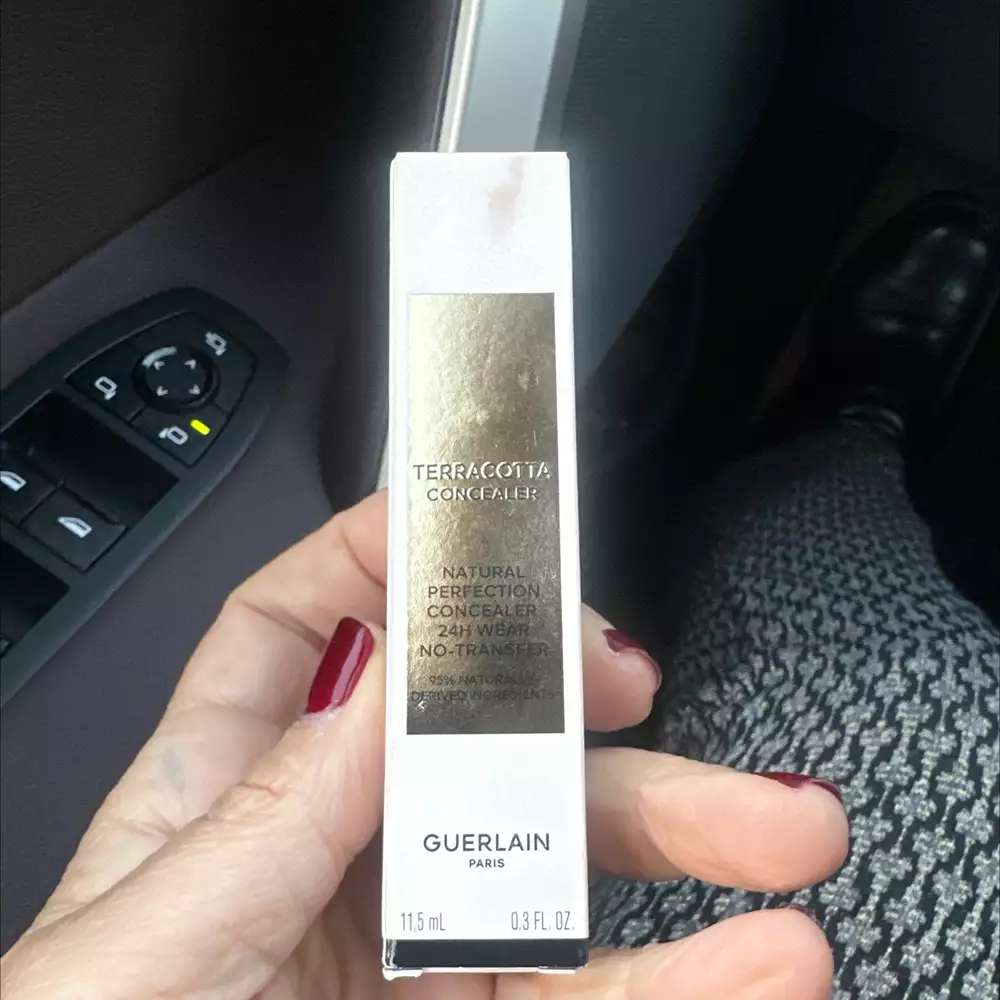 TERRACOTTA
CONCEALER
NATURAL
PERFECTION
CONCEALER
24H WEAR
NO-TRANSFER
95% NATURALLY-
DERIVED INGREDIENTS
GUERLAIN
PARIS
11,5 mL 0.3 FL. OZ.